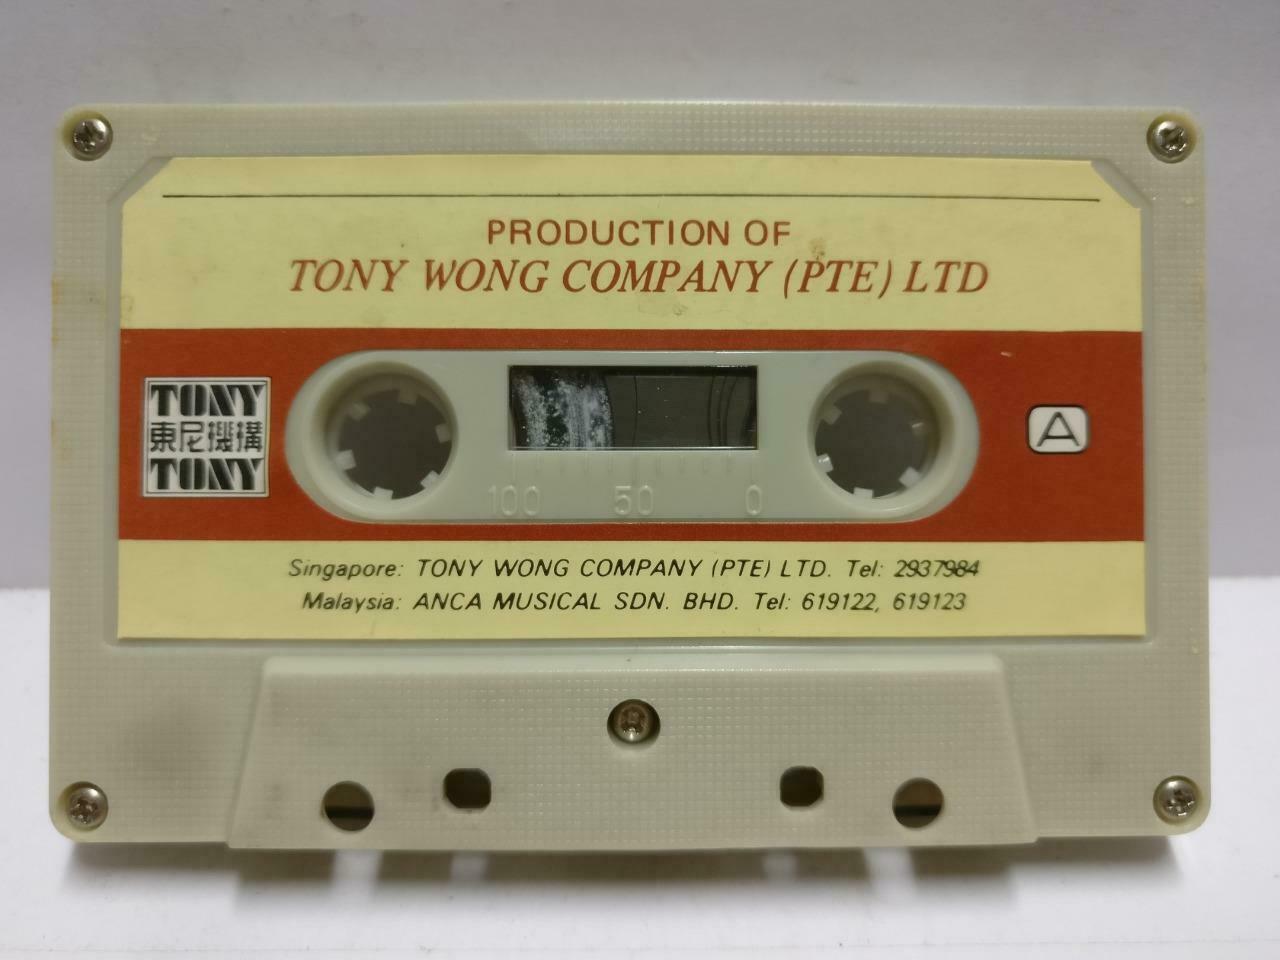 PRODUCTION OF
TONY WONG COMPANY (PTE) LTD
TONY
東尼機構
TONY
A
100 50 0
Singapore: TONY WONG COMPANY (PTE) LTD. Tel: 2937984
Malaysia: ANCA MUSICAL SDN. BHD. Tel: 619122, 619123